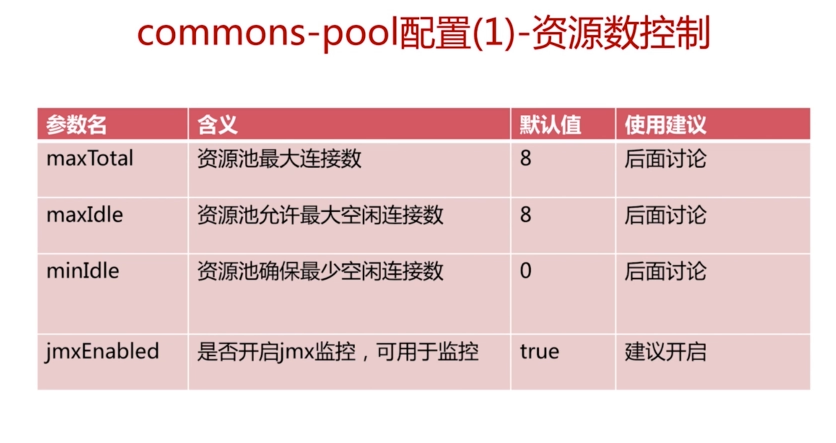 commons-pool配置(1)-资源数控制
参数名 含义 默认值 使用建议
maxTotal 资源池最大连接数 8 后面讨论
maxIdle 资源池允许最大空闲连接数 8 后面讨论
minIdle 资源池确保最少空闲连接数 0 后面讨论
jmxEnabled 是否开启jmx监控，可用于监控 true 建议开启